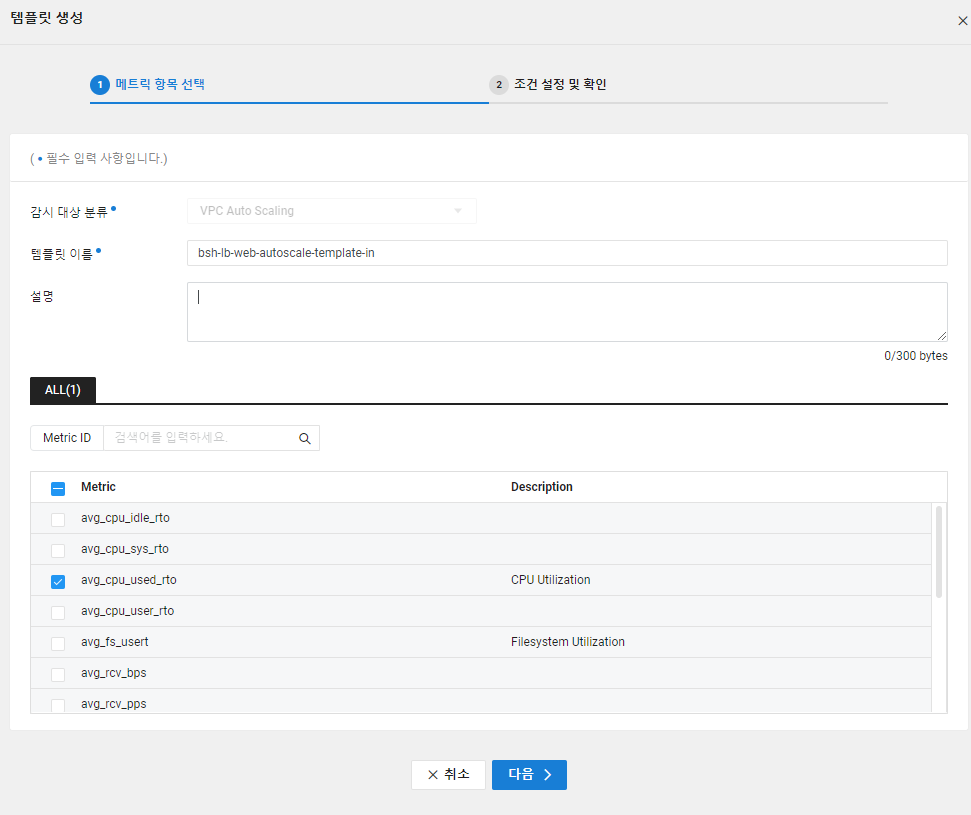 템플릿 생성
1 메트릭 항목 선택
2 조건 설정 및 확인
( • 필수 입력 사항입니다.)
감시 대상 분류 •
VPC Auto Scaling
템플릿 이름 •
bsh-lb-web-autoscale-template-in
설명
0/300 bytes
ALL(1)
Metric ID 검색어를 입력하세요.
Metric Description
avg_cpu_idle_rto
avg_cpu_sys_rto
avg_cpu_used_rto CPU Utilization
avg_cpu_user_rto
avg_fs_usert Filesystem Utilization
avg_rcv_bps
avg_rcv_pps
취소 다음